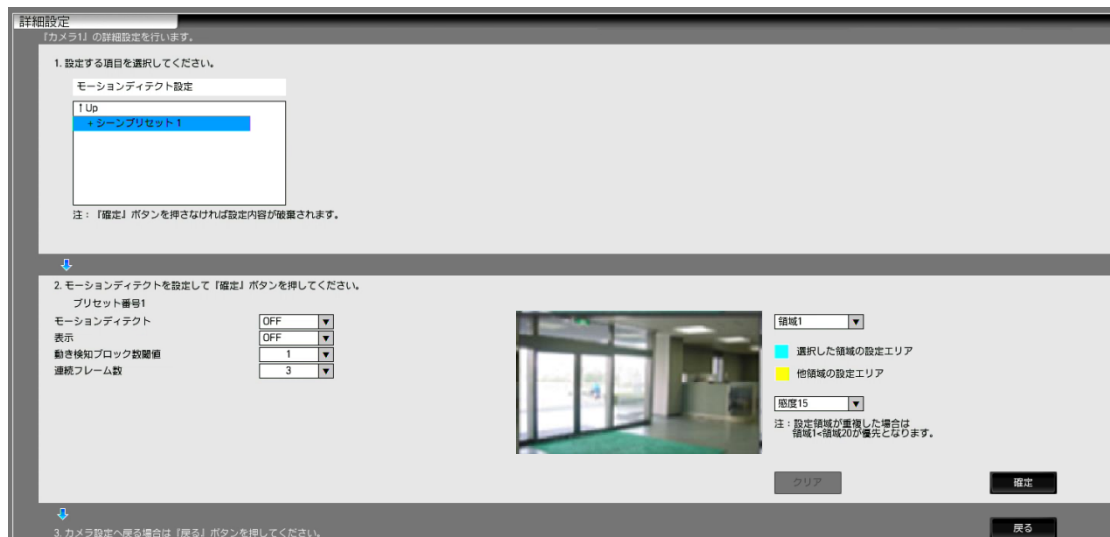 詳細設定
『カメラ1』の詳細設定を行います。
1. 設定する項目を選択してください。
モーションディテクト設定
↑Up
+ シーンプリセット 1
注：『確定』ボタンを押さなければ設定内容が破棄されます。
2. モーションディテクトを設定して『確定』ボタンを押してください。
プリセット番号1
モーションディテクト OFF
表示 OFF
動き検知ブロック数閾値 1
連続フレーム数 3
領域1
選択した領域の設定エリア
他領域の設定エリア
感度15
注：設定領域が重複した場合は
領域1<領域20が優先となります。
クリア
確定
3. カメラ設定へ戻る場合は『戻る』ボタンを押してください。
戻る